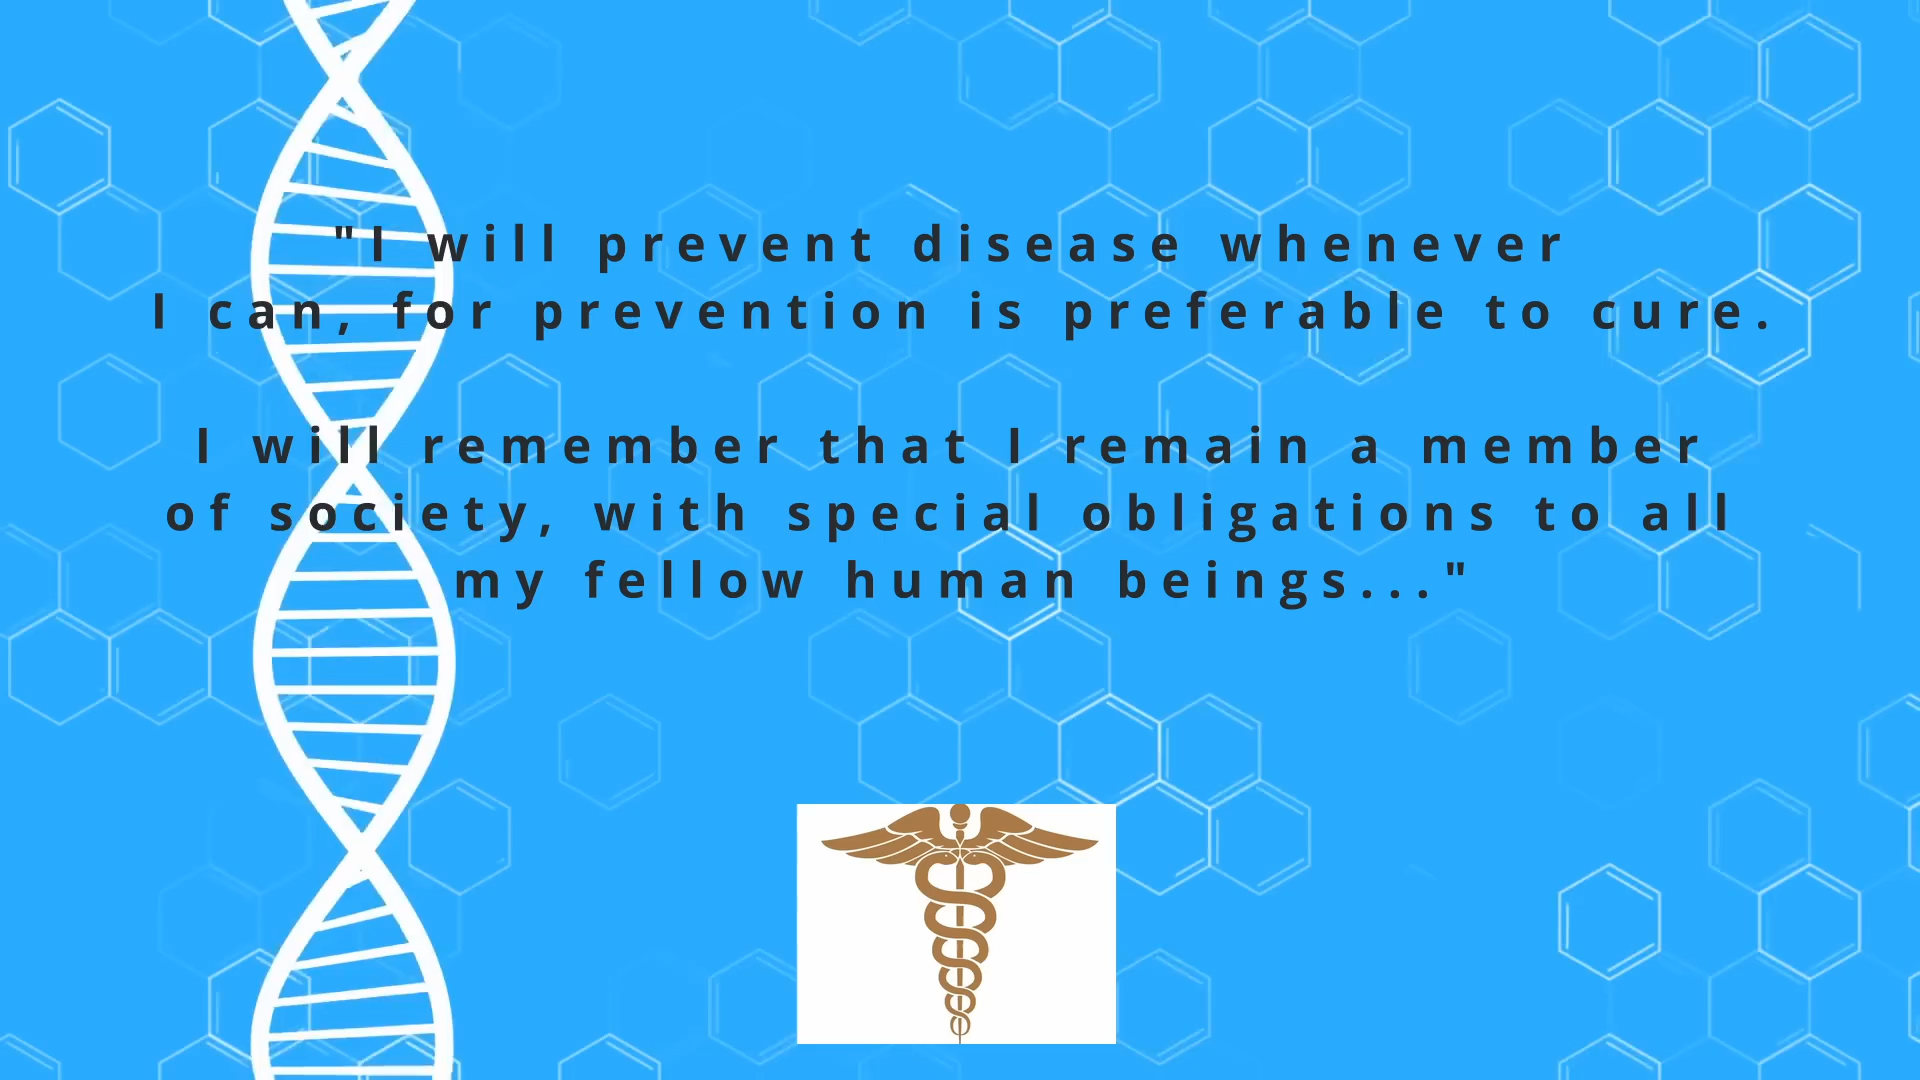 "I will prevent disease whenever
I can, for prevention is preferable to cure.
I will remember that I remain a member
of society, with special obligations to all
my fellow human beings..."